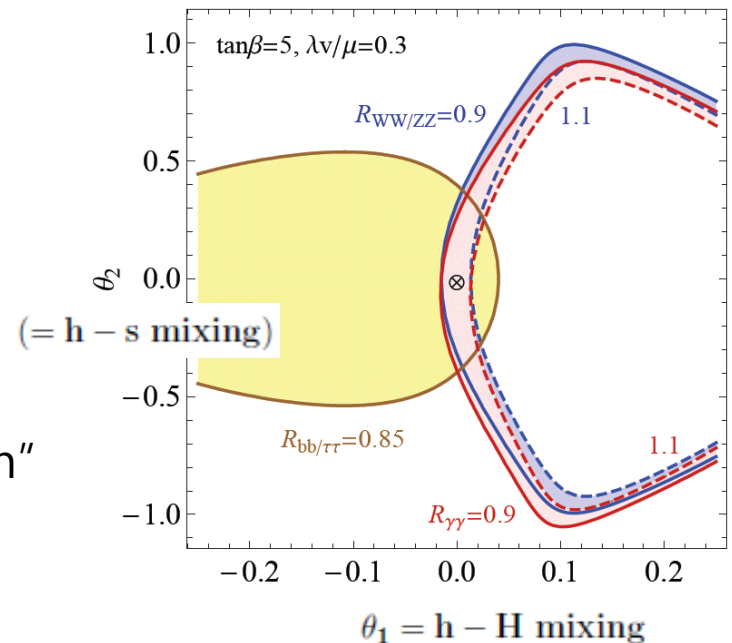 tanβ=5, λv/μ=0.3
R_WW/ZZ=0.9
1.1
1.0
0.5
0.0
−0.5
−1.0
θ₂
(= h − s mixing)
R_bb/ττ=0.85
1.1
R_γγ=0.9
n"
−0.2 −0.1 0.0 0.1 0.2
θ₁ = h − H mixing